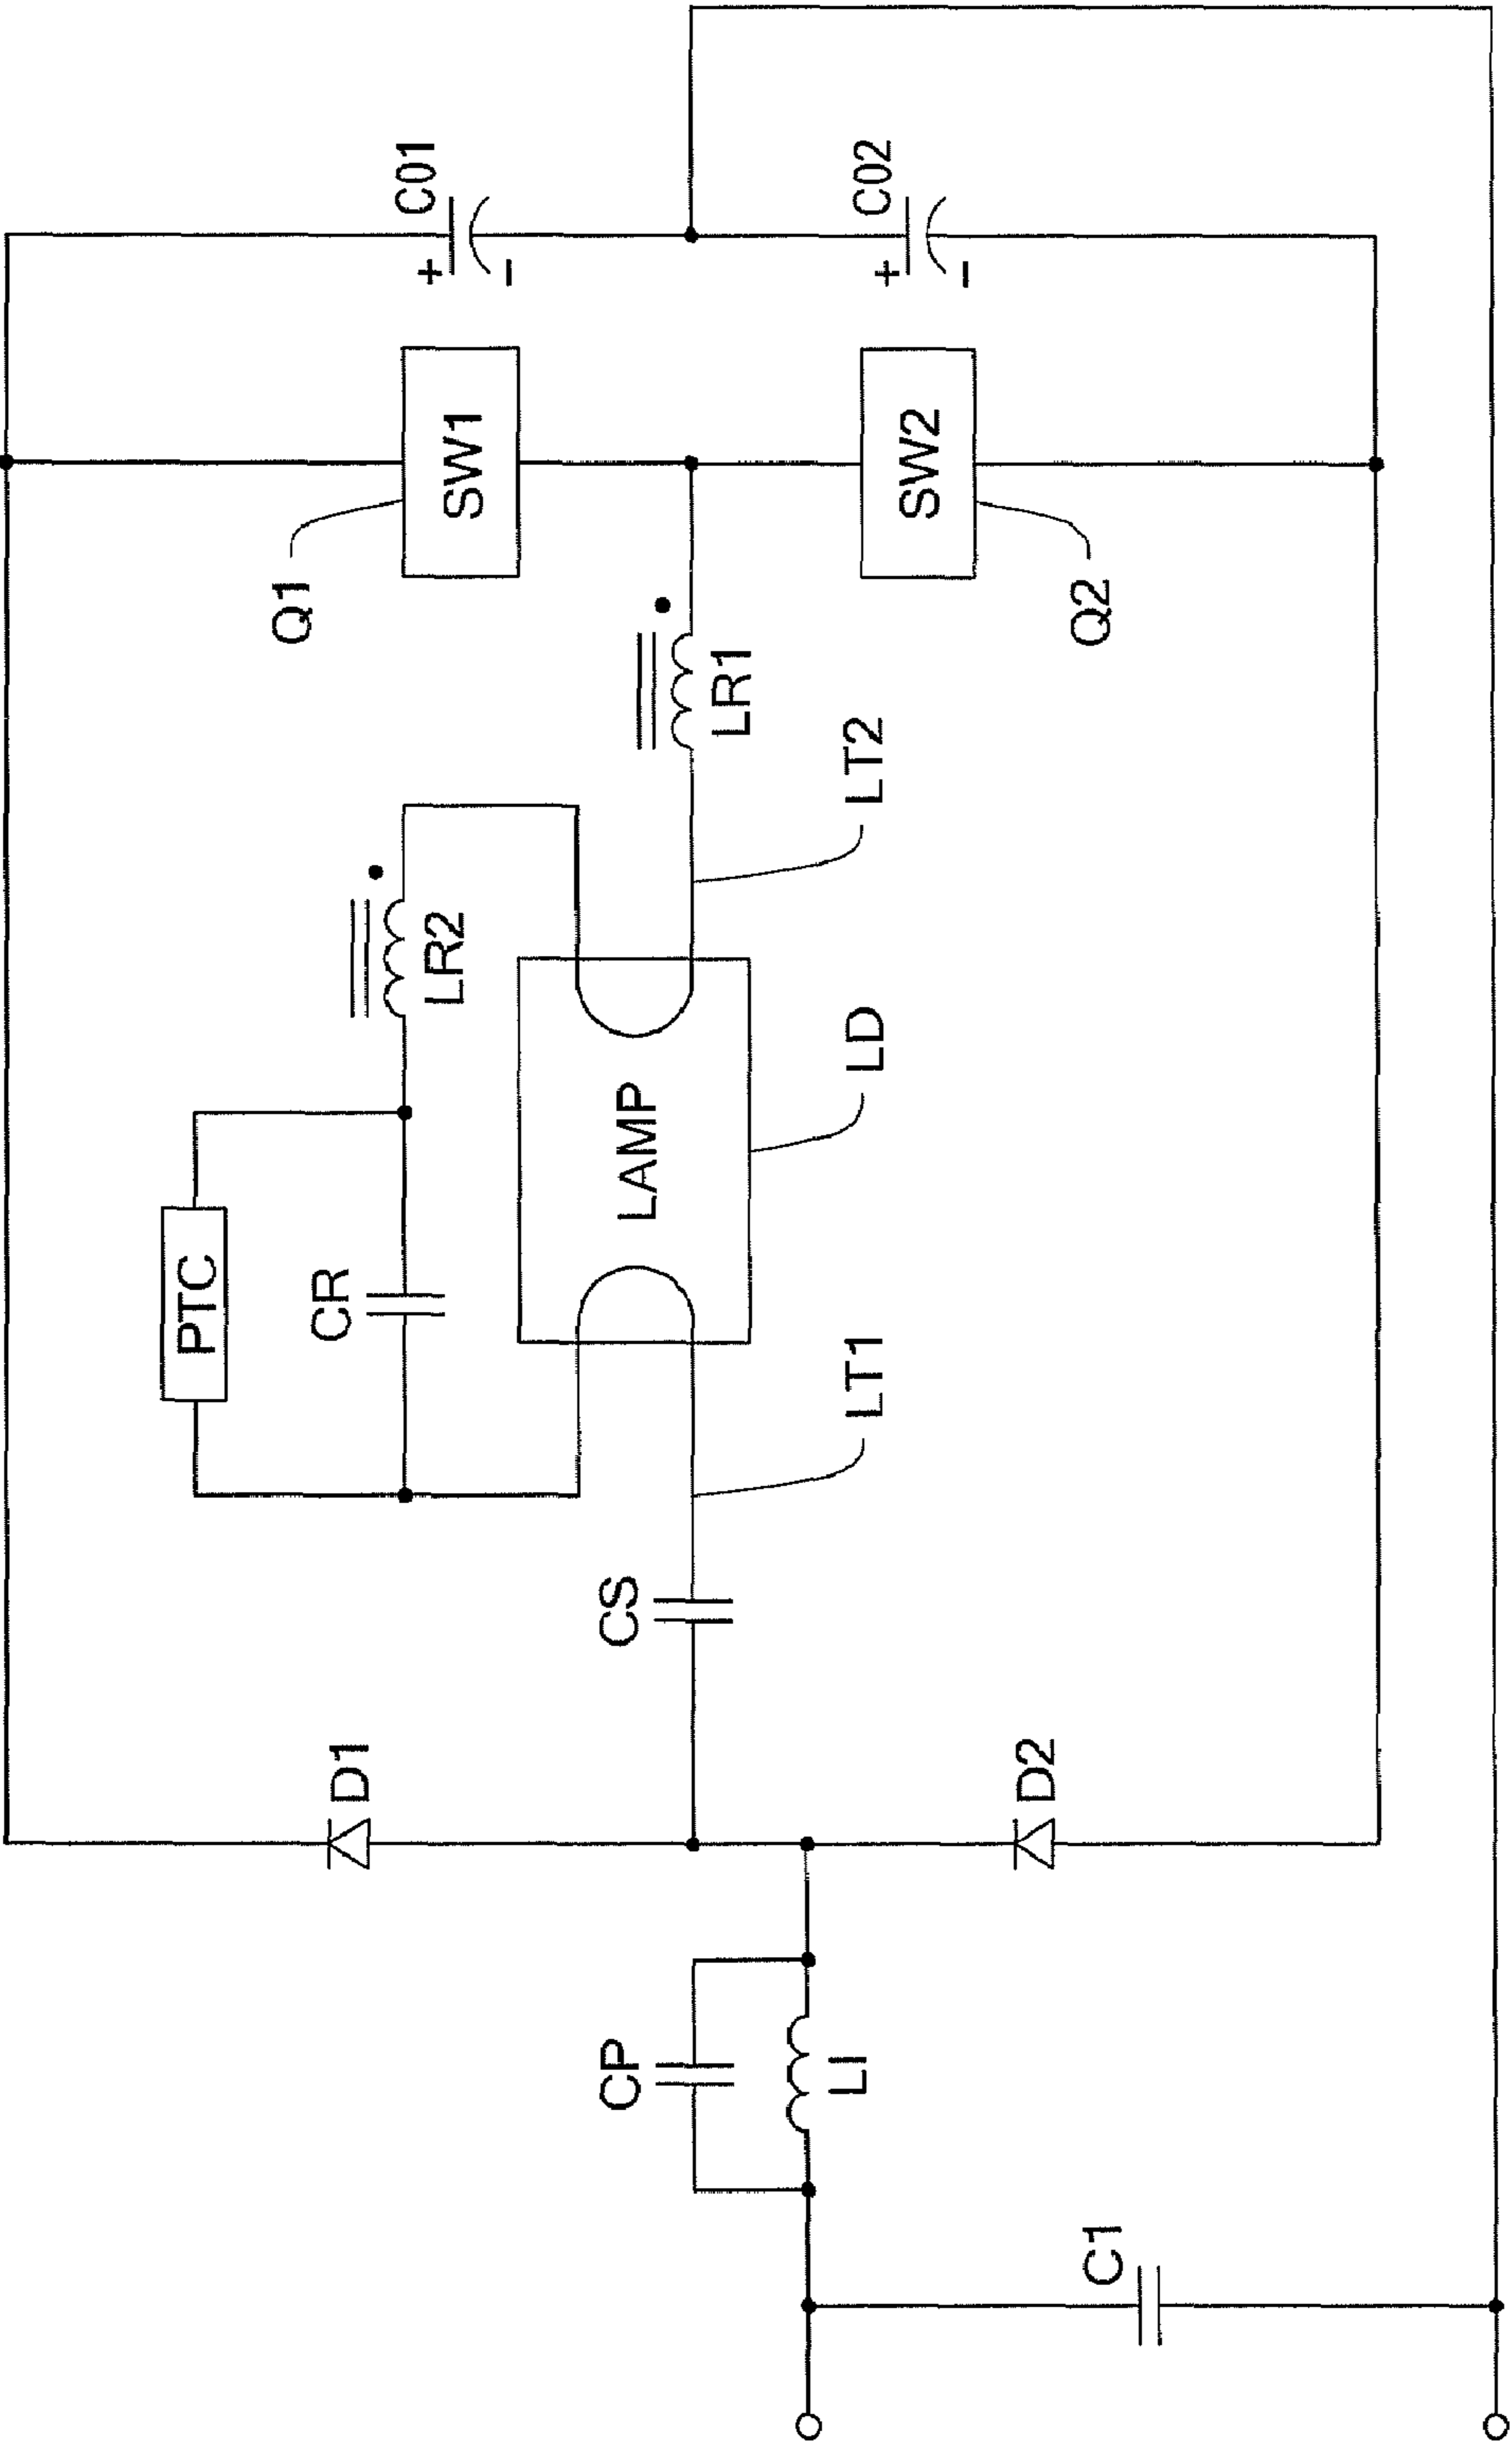 C01
+
-
C02
+
-
SW1
SW2
Q1
Q2
LR1
LT2
LR2
LD
LAMP
PTC
CR
LT1
CS
D1
D2
CP
LI
C1